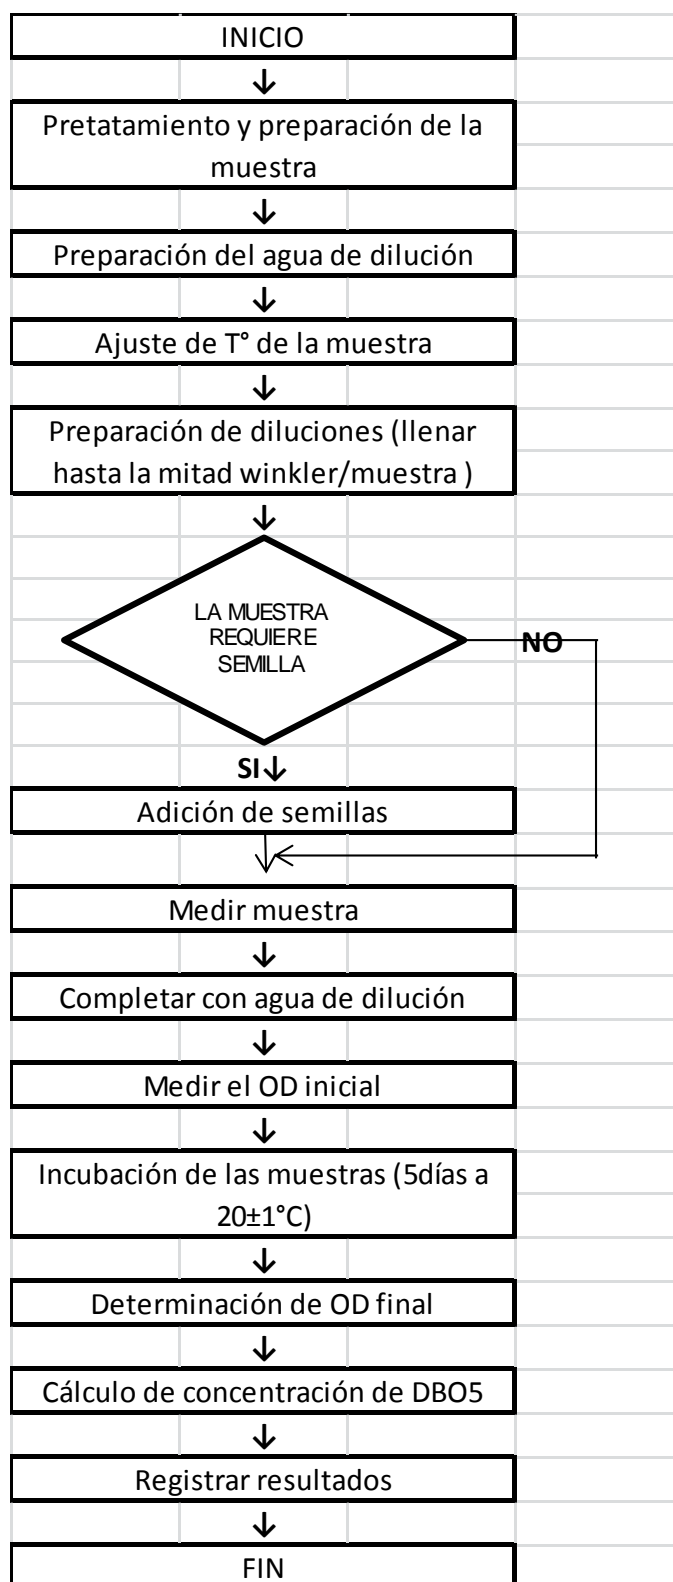 INICIO
↓
Pretatamiento y preparación de la
muestra
↓
Preparación del agua de dilución
↓
Ajuste de T° de la muestra
↓
Preparación de diluciones (llenar
hasta la mitad winkler/muestra )
↓
LA MUESTRA
REQUIERE
SEMILLA
NO
SI↓
Adición de semillas
Medir muestra
↓
Completar con agua de dilución
↓
Medir el OD inicial
↓
Incubación de las muestras (5días a
20±1°C)
↓
Determinación de OD final
↓
Cálculo de concentración de DBO5
↓
Registrar resultados
↓
FIN